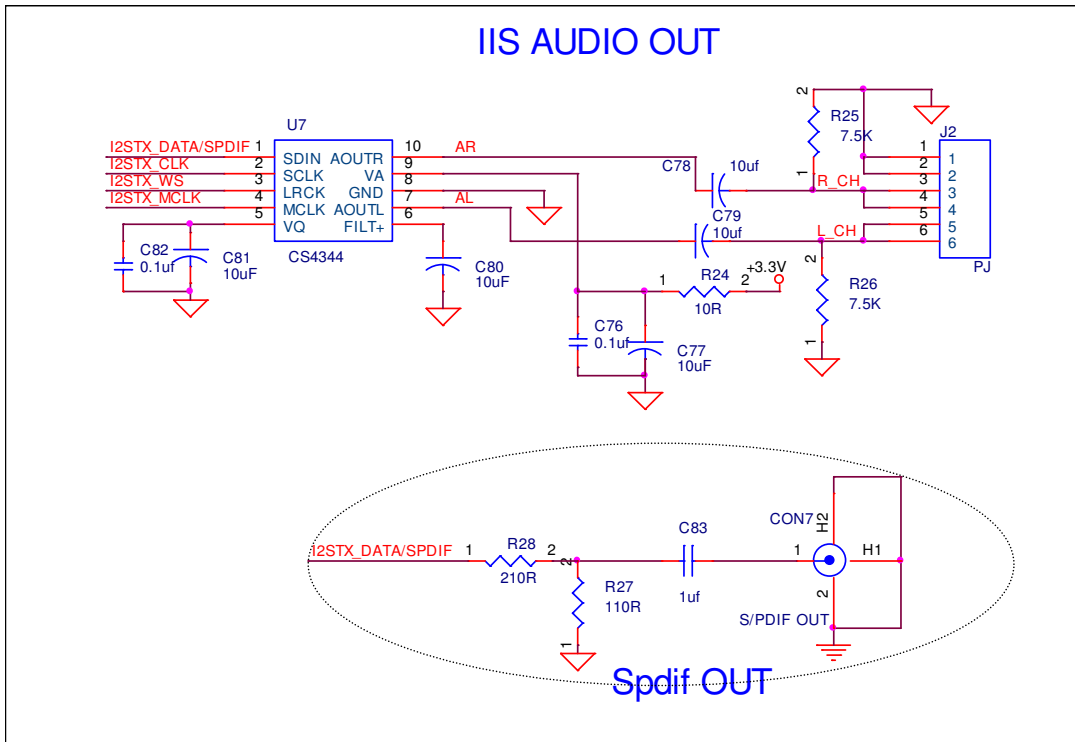 IIS AUDIO OUT
U7
I2STX_DATA/SPDIF 1 SDIN AOUTR 10 AR
I2STX_CLK 2 SCLK VA 9
I2STX_WS 3 LRCK GND 8
I2STX_MCLK 4 MCLK AOUTL 7 AL
5 VQ FILT+ 6
CS4344
C82
0.1uf
C81
10uF
C80
10uF
C78
10uf
C79
10uf
2
R25
7.5K
1
R_CH
L_CH
J2
1 1
2 2
3 3
4 4
5 5
6 6
PJ
1 R24 2
10R
+3.3V
2
R26
7.5K
1
C76
0.1uf
C77
10uF
I2STX_DATA/SPDIF 1 R28 2
210R
2
R27
110R
1
C83
1uf
CON7
H2
1
H1
2
S/PDIF OUT
Spdif OUT